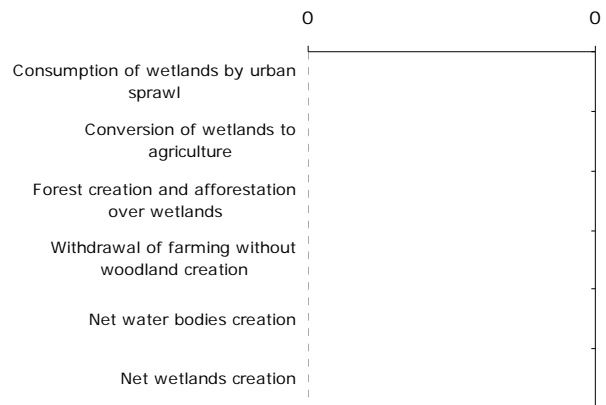 0 0
Consumption of wetlands by urban
sprawl
Conversion of wetlands to
agriculture
Forest creation and afforestation
over wetlands
Withdrawal of farming without
woodland creation
Net water bodies creation
Net wetlands creation